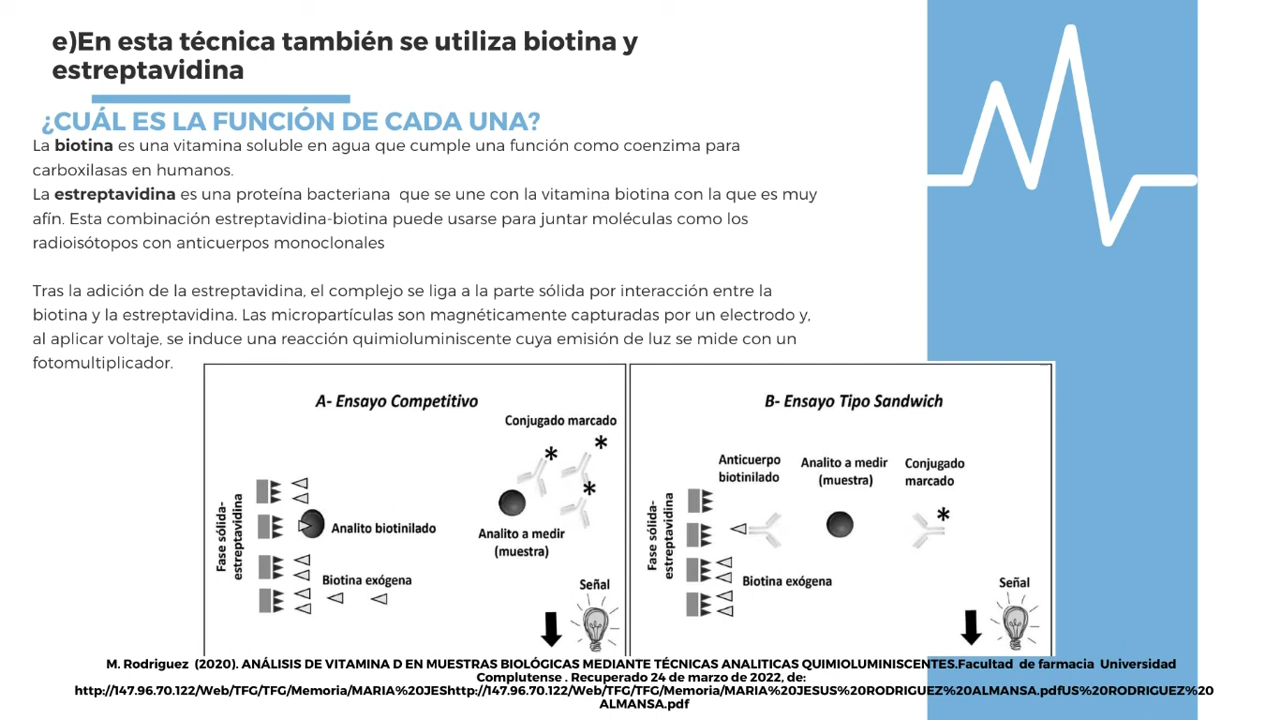 e)En esta técnica también se utiliza biotina y
estreptavidina
¿CUÁL ES LA FUNCIÓN DE CADA UNA?
La biotina es una vitamina soluble en agua que cumple una función como coenzima para
carboxilasas en humanos.
La estreptavidina es una proteína bacteriana  que se une con la vitamina biotina con la que es muy
afín. Esta combinación estreptavidina-biotina puede usarse para juntar moléculas como los
radioisótopos con anticuerpos monoclonales
Tras la adición de la estreptavidina, el complejo se liga a la parte sólida por interacción entre la
biotina y la estreptavidina. Las micropartículas son magnéticamente capturadas por un electrodo y,
al aplicar voltaje, se induce una reacción quimioluminiscente cuya emisión de luz se mide con un
fotomultiplicador.
A- Ensayo Competitivo
Conjugado marcado
*
*
*
Fase sólida-
estreptavidina
Analito biotinilado
Analito a medir
(muestra)
Biotina exógena
Señal
B- Ensayo Tipo Sandwich
Anticuerpo
biotinilado
Analito a medir
(muestra)
Conjugado
marcado
*
Fase sólida-
estreptavidina
Biotina exógena
Señal
M. Rodriguez  (2020). ANÁLISIS DE VITAMINA D EN MUESTRAS BIOLÓGICAS MEDIANTE TÉCNICAS ANALITICAS QUIMIOLUMINISCENTES.Facultad  de farmacia  Universidad
Complutense . Recuperado 24 de marzo de 2022, de:
http://147.96.70.122/Web/TFG/TFG/Memoria/MARIA%20JEShttp://147.96.70.122/Web/TFG/TFG/Memoria/MARIA%20JESUS%20RODRIGUEZ%20ALMANSA.pdfUS%20RODRIGUEZ%20
ALMANSA.pdf